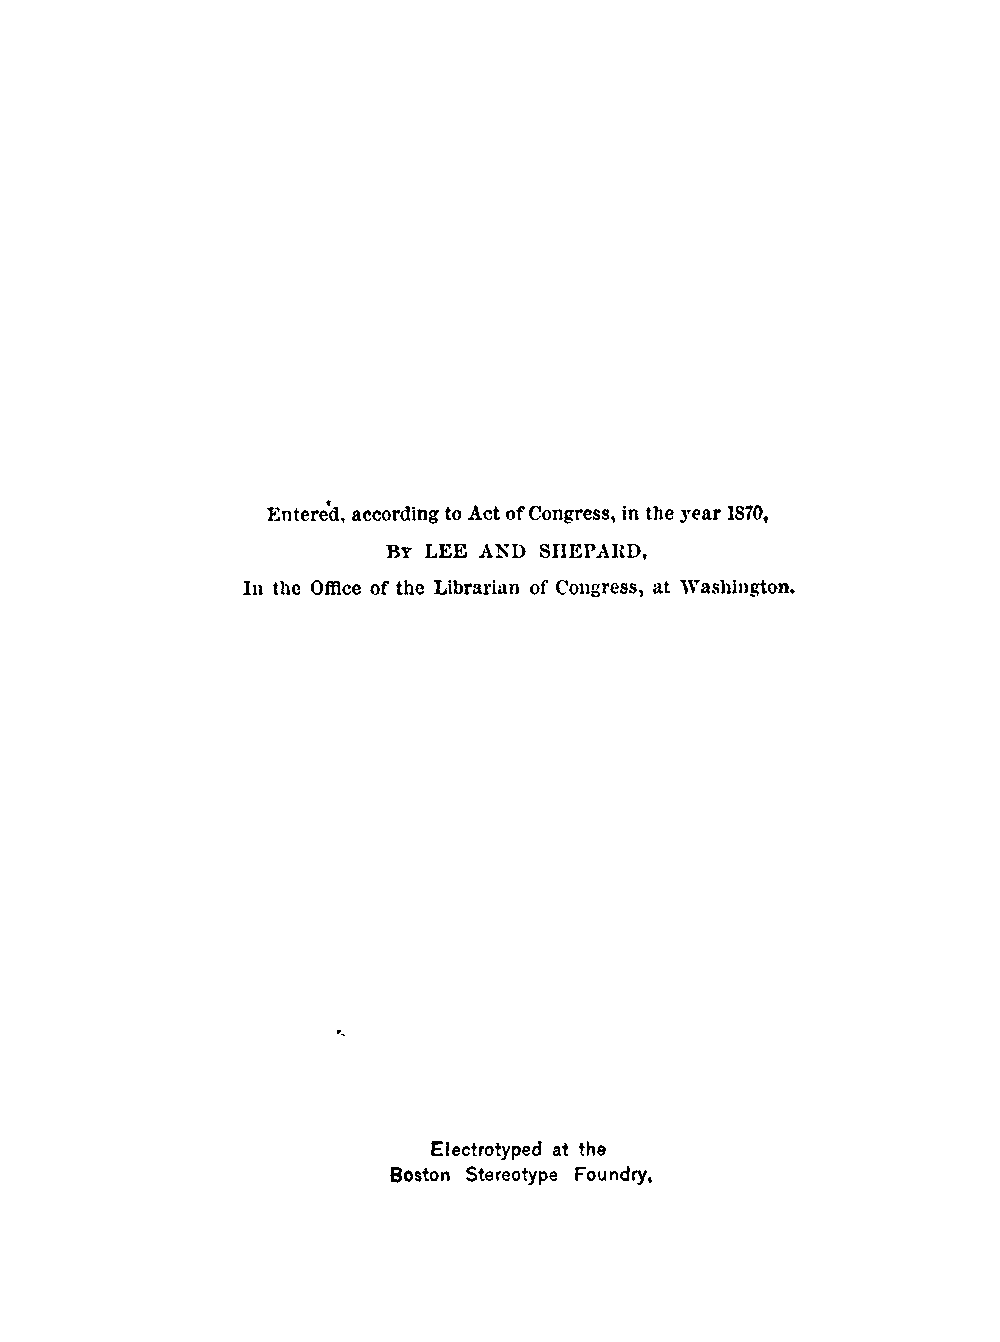 Entered, according to Act of Congress, in the year 1870,
BY LEE AND SHEPARD,
In the Office of the Librarian of Congress, at Washington.
Electrotyped at the
Boston Stereotype Foundry.